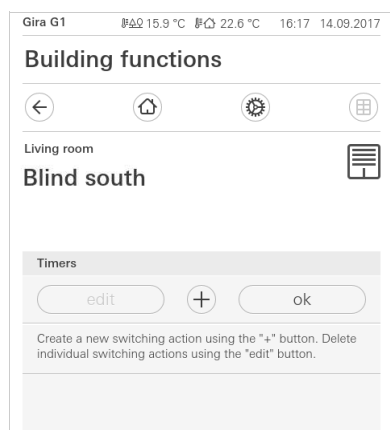 Gira G1 15.9 °C 22.6 °C 16:17 14.09.2017
Building functions
Living room
Blind south
Timers
edit + ok
Create a new switching action using the "+" button. Delete
individual switching actions using the "edit" button.